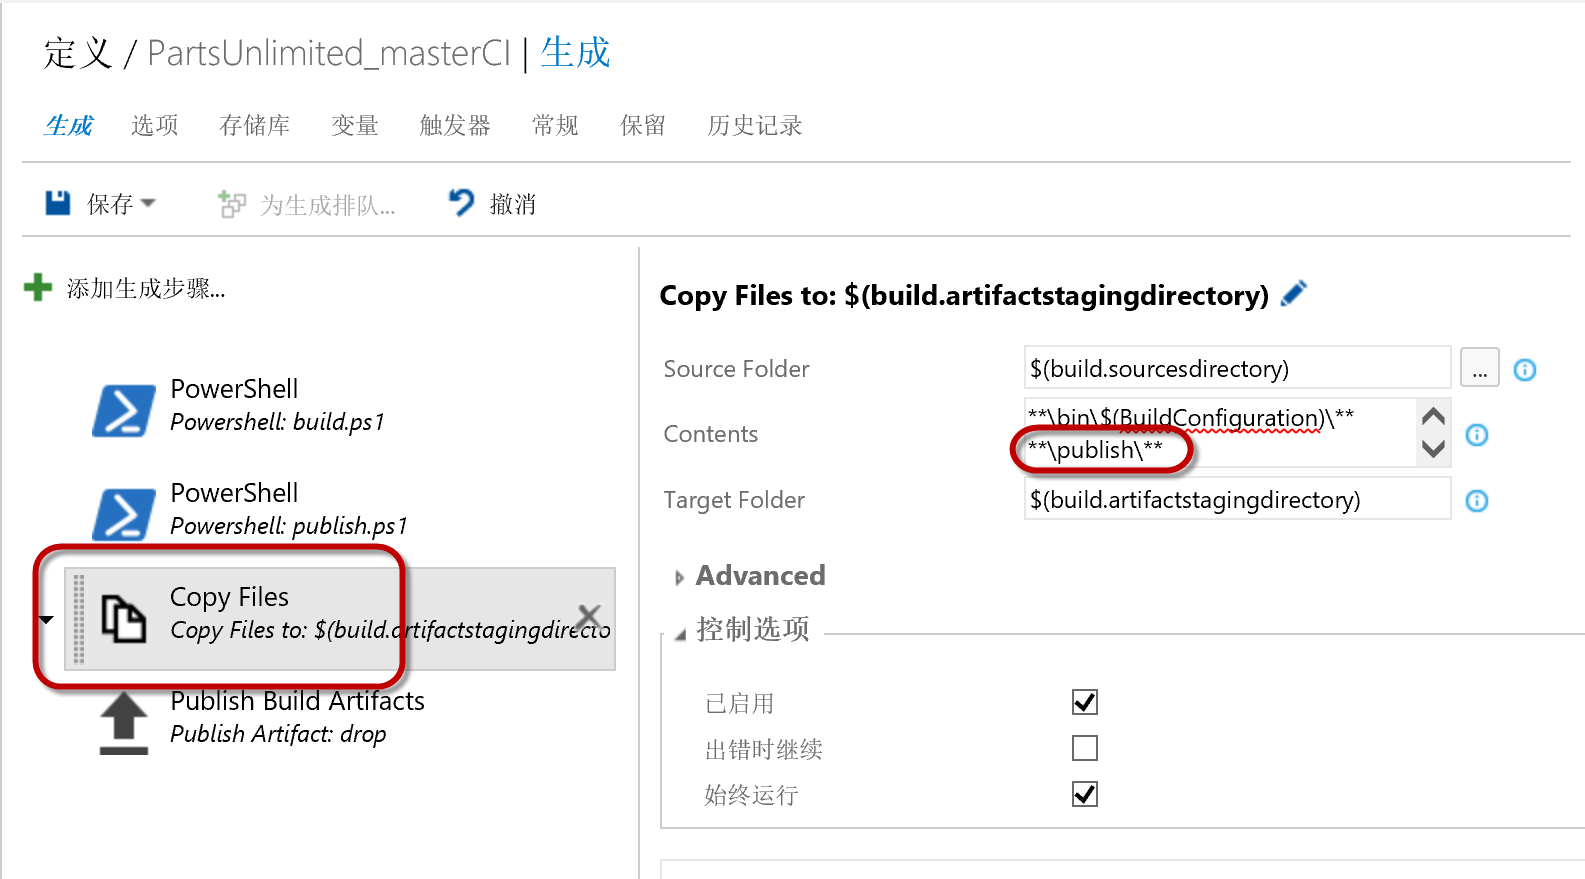 定义 / PartsUnlimited_masterCI | 生成
生成 选项 存储库 变量 触发器 常规 保留 历史记录
保存 为生成排队... 撤消
添加生成步骤...
PowerShell
Powershell: build.ps1
PowerShell
Powershell: publish.ps1
Copy Files
Copy Files to: $(build.artifactstagingdirecto
Publish Build Artifacts
Publish Artifact: drop
Copy Files to: $(build.artifactstagingdirectory)
Source Folder $(build.sourcesdirectory) ...
Contents **\bin\$(BuildConfiguration)\**
**\publish\**
Target Folder $(build.artifactstagingdirectory)
Advanced
控制选项
已启用
出错时继续
始终运行